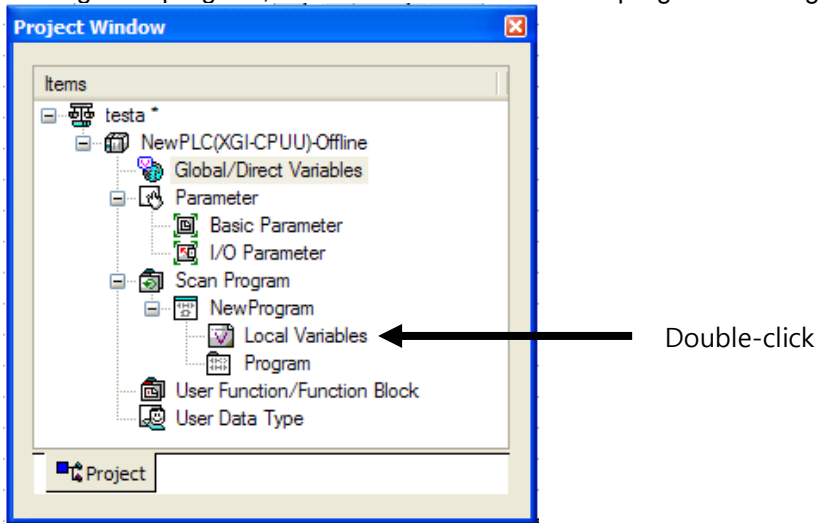 Project Window
Items
testa *
NewPLC(XGI-CPUU)-Offline
Global/Direct Variables
Parameter
Basic Parameter
I/O Parameter
Scan Program
NewProgram
Local Variables
Double-click
Program
User Function/Function Block
User Data Type
Project